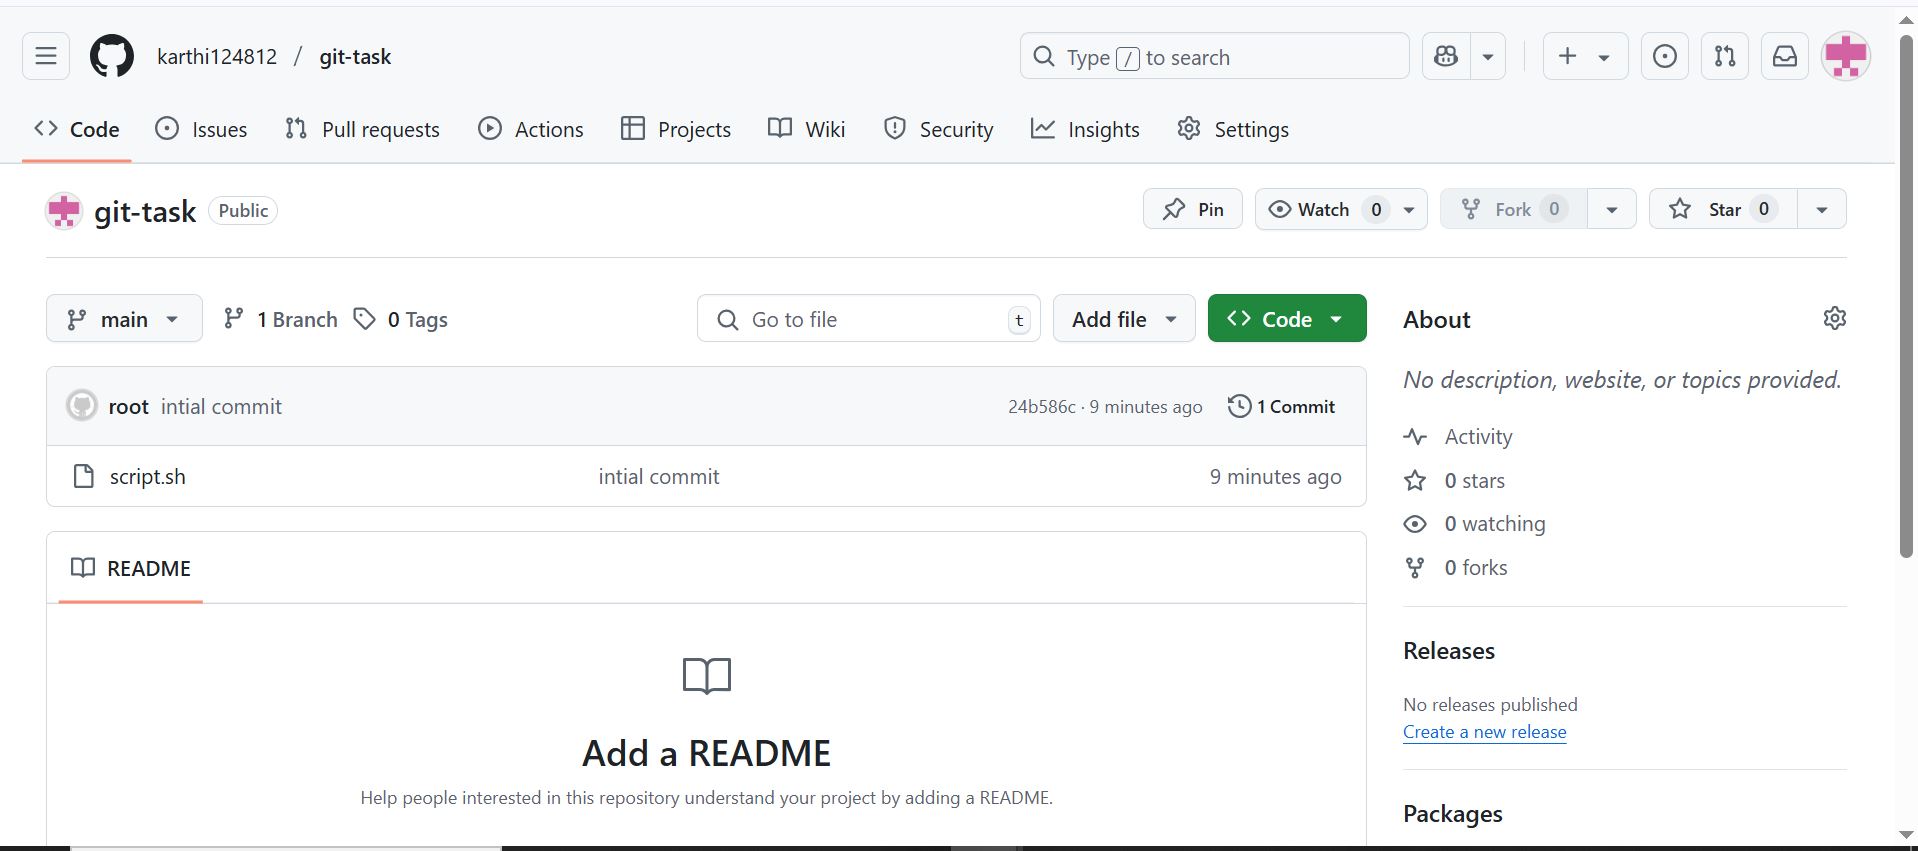 karthi124812 / git-task
Type / to search
Code Issues Pull requests Actions Projects Wiki Security Insights Settings
git-task Public
Pin Watch 0 Fork 0 Star 0
main 1 Branch 0 Tags Go to file t Add file Code
root intial commit 24b586c · 9 minutes ago 1 Commit
script.sh intial commit 9 minutes ago
README
Add a README
Help people interested in this repository understand your project by adding a README.
About
No description, website, or topics provided.
Activity
0 stars
0 watching
0 forks
Releases
No releases published
Create a new release
Packages